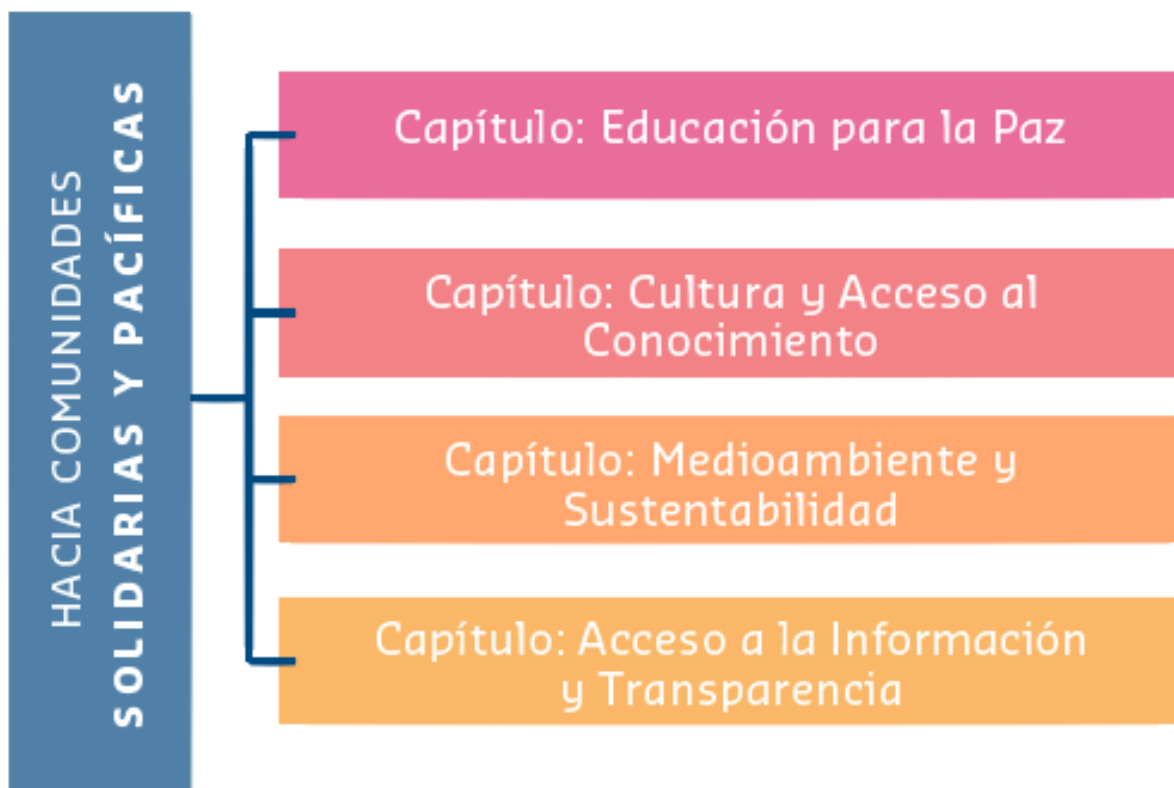 HACIA COMUNIDADES
SOLIDARIAS Y PACÍFICAS
Capítulo: Educación para la Paz
Capítulo: Cultura y Acceso al
Conocimiento
Capítulo: Medioambiente y
Sustentabilidad
Capítulo: Acceso a la Información
y Transparencia